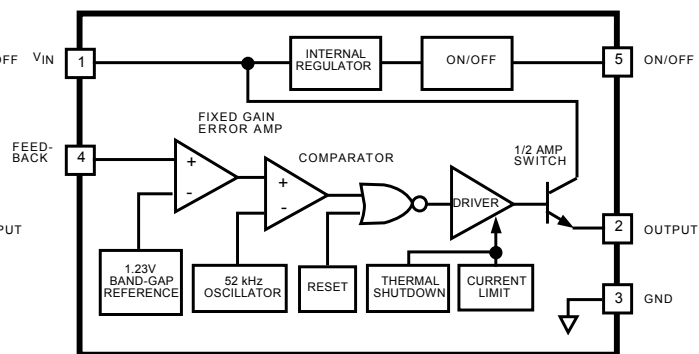 OFF
VIN
1
INTERNAL
REGULATOR
ON/OFF
5
ON/OFF
FIXED GAIN
ERROR AMP
FEED-
BACK
4
+
-
COMPARATOR
+
-
1/2 AMP
SWITCH
DRIVER
2
OUTPUT
PUT
1.23V
BAND-GAP
REFERENCE
52 kHz
OSCILLATOR
RESET
THERMAL
SHUTDOWN
CURRENT
LIMIT
3
GND